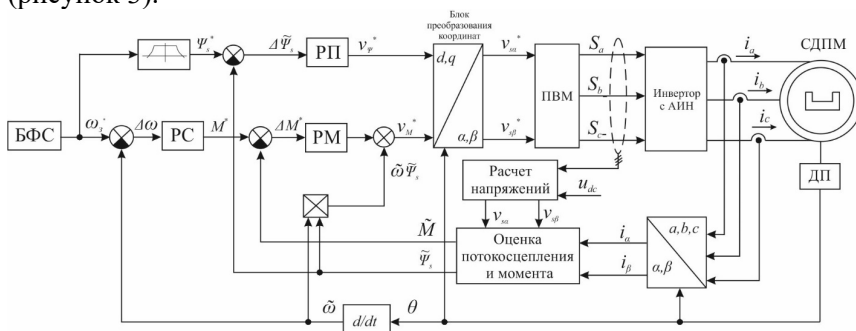 (рисунок 3).
Блок
преобразования
координат
Ψs*
ΔΨ̃s
РП
vψ*
d,q
α,β
vsα*
vsβ*
ПВМ
Sa
Sb
Sc
Инвертор
с АИН
ia
ib
ic
СДПМ
БФС
ωз*
Δω
РС
M*
ΔM*
РМ
vM*
ω̃Ψ̃s
Расчет
напряжений
udc
ДП
vsα
vsβ
M̃
Ψ̃s
Оценка
потокосцепления
и момента
iα
iβ
a,b,c
α,β
ω̃
d/dt
θ